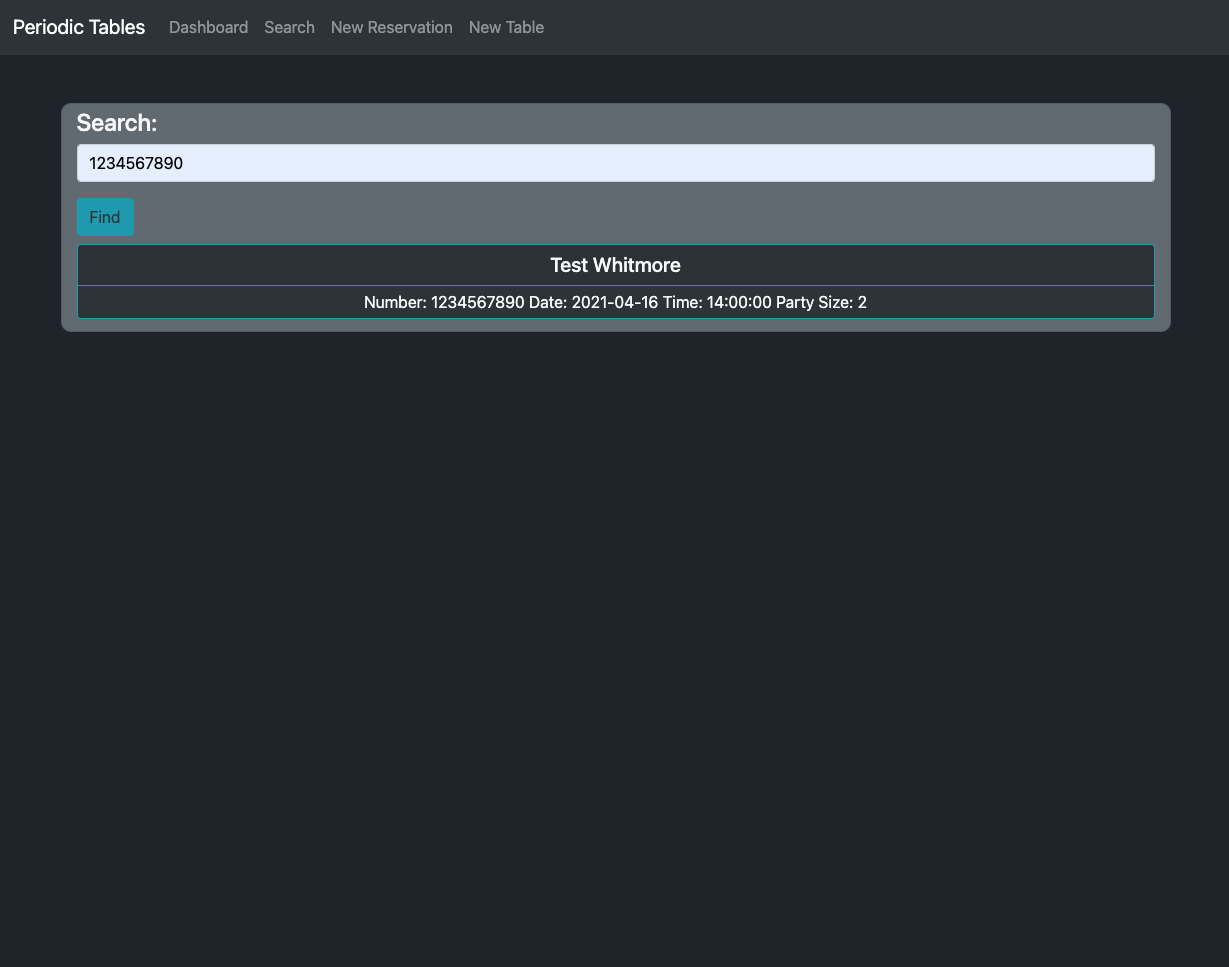 Periodic Tables Dashboard Search New Reservation New Table
Search:
1234567890
Find
Test Whitmore
Number: 1234567890 Date: 2021-04-16 Time: 14:00:00 Party Size: 2